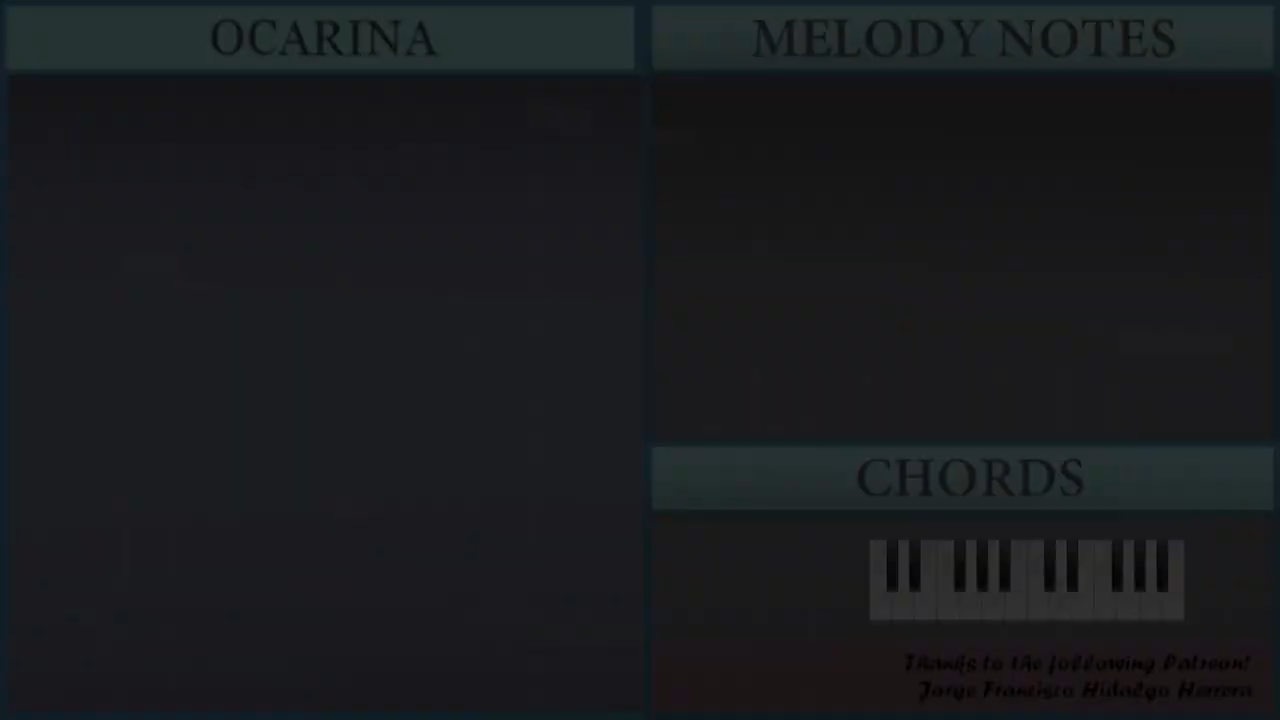 OCARINA
MELODY NOTES
CHORDS
Thanks to the following Patreon!
Jorge Francisco Hidalgo Herrera